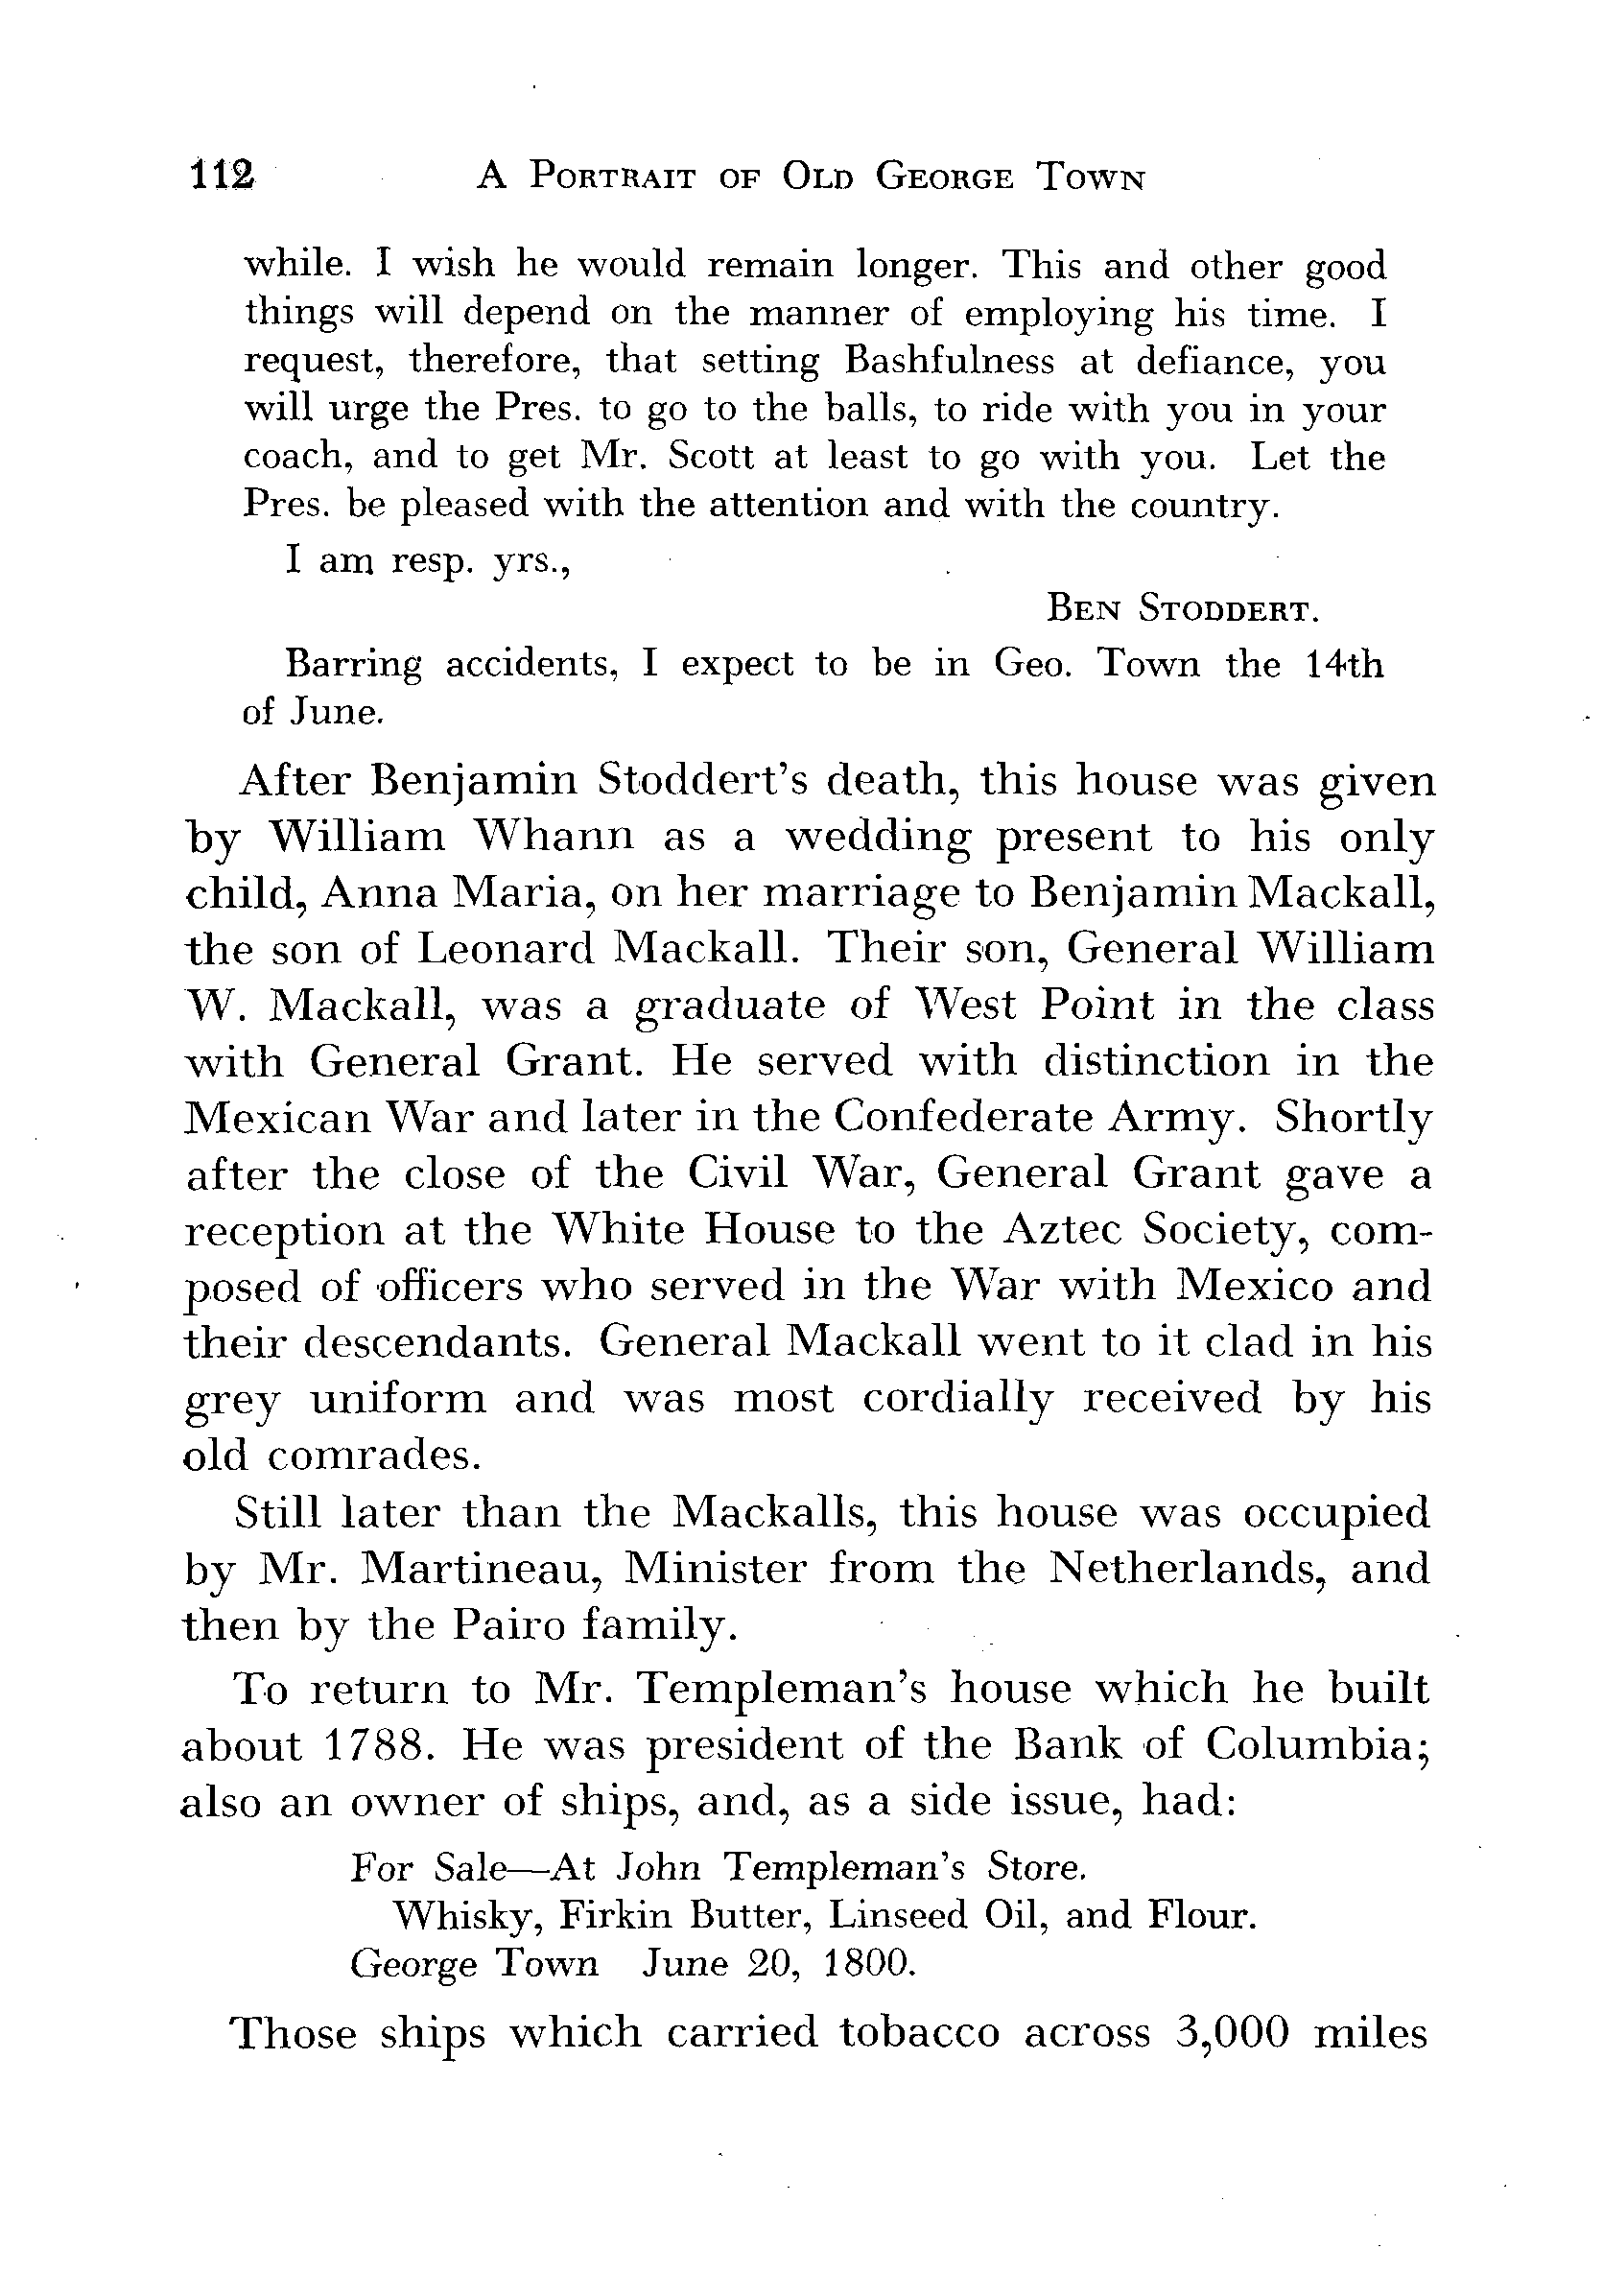 112 A Portrait of Old George Town
while. I wish he would remain longer. This and other good
things will depend on the manner of employing his time. I
request, therefore, that setting Bashfulness at defiance, you
will urge the Pres. to go to the balls, to ride with you in your
coach, and to get Mr. Scott at least to go with you. Let the
Pres. be pleased with the attention and with the country.
I am resp. yrs.,
Ben Stoddert.
Barring accidents, I expect to be in Geo. Town the 14th
of June.
After Benjamin Stoddert's death, this house was given
by William Whann as a wedding present to his only
child, Anna Maria, on her marriage to Benjamin Mackall,
the son of Leonard Mackall. Their son, General William
W. Mackall, was a graduate of West Point in the class
with General Grant. He served with distinction in the
Mexican War and later in the Confederate Army. Shortly
after the close of the Civil War, General Grant gave a
reception at the White House to the Aztec Society, com-
posed of officers who served in the War with Mexico and
their descendants. General Mackall went to it clad in his
grey uniform and was most cordially received by his
old comrades.
Still later than the Mackalls, this house was occupied
by Mr. Martineau, Minister from the Netherlands, and
then by the Pairo family.
To return to Mr. Templeman's house which he built
about 1788. He was president of the Bank of Columbia;
also an owner of ships, and, as a side issue, had:
For Sale—At John Templeman's Store.
Whisky, Firkin Butter, Linseed Oil, and Flour.
George Town June 20, 1800.
Those ships which carried tobacco across 3,000 miles